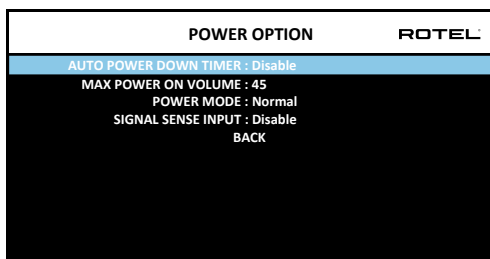 POWER OPTION ROTEL
AUTO POWER DOWN TIMER : Disable
MAX POWER ON VOLUME : 45
POWER MODE : Normal
SIGNAL SENSE INPUT : Disable
BACK